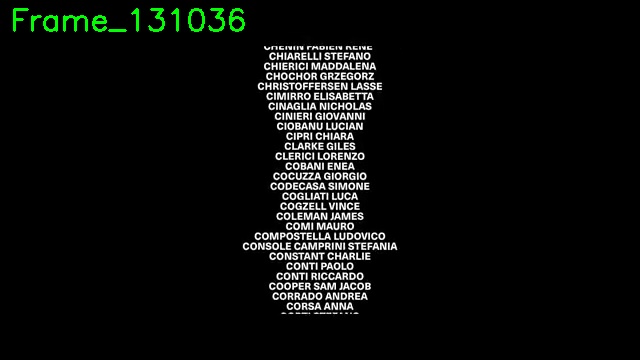 Frame_131036
CHENIN FABIEN RENE
CHIARELLI STEFANO
CHIERICI MADDALENA
CHOCHOR GRZEGORZ
CHRISTOFFERSEN LASSE
CIMIRRO ELISABETTA
CINAGLIA NICHOLAS
CINIERI GIOVANNI
CIOBANU LUCIAN
CIPRI CHIARA
CLARKE GILES
CLERICI LORENZO
COBANI ENEA
COCUZZA GIORGIO
CODECASA SIMONE
COGLIATI LUCA
COGZELL VINCE
COLEMAN JAMES
COMI MAURO
COMPOSTELLA LUDOVICO
CONSOLE CAMPRINI STEFANIA
CONSTANT CHARLIE
CONTI PAOLO
CONTI RICCARDO
COOPER SAM JACOB
CORRADO ANDREA
CORSA ANNA